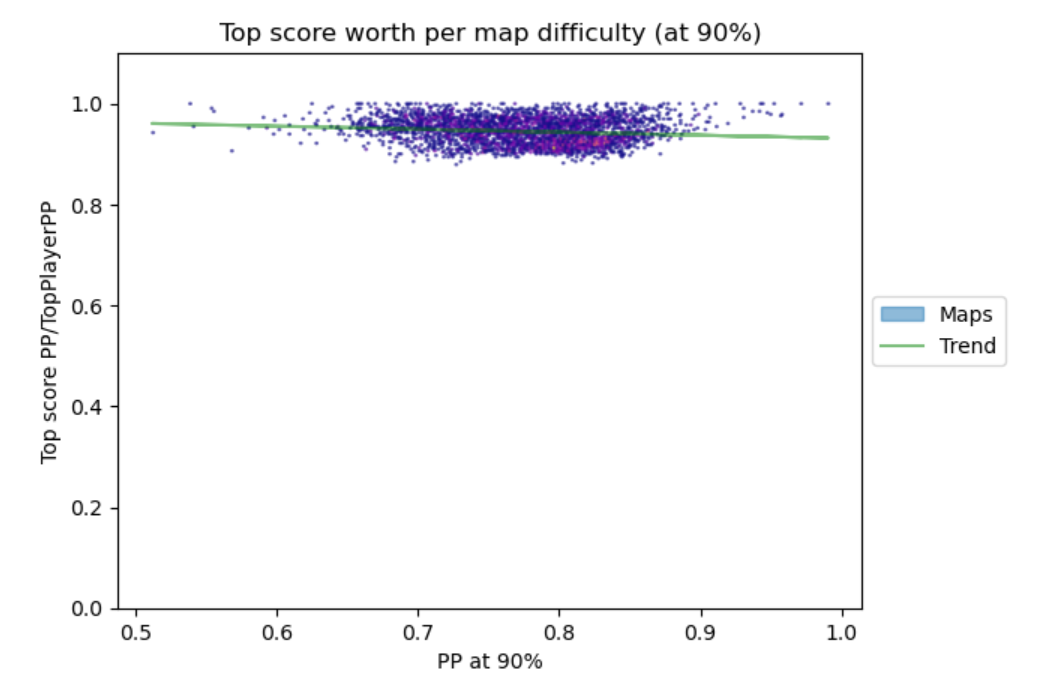 Top score worth per map difficulty (at 90%)
Top score PP/TopPlayerPP
1.0
0.8
0.6
0.4
0.2
0.0
0.5 0.6 0.7 0.8 0.9 1.0
PP at 90%
Maps
Trend